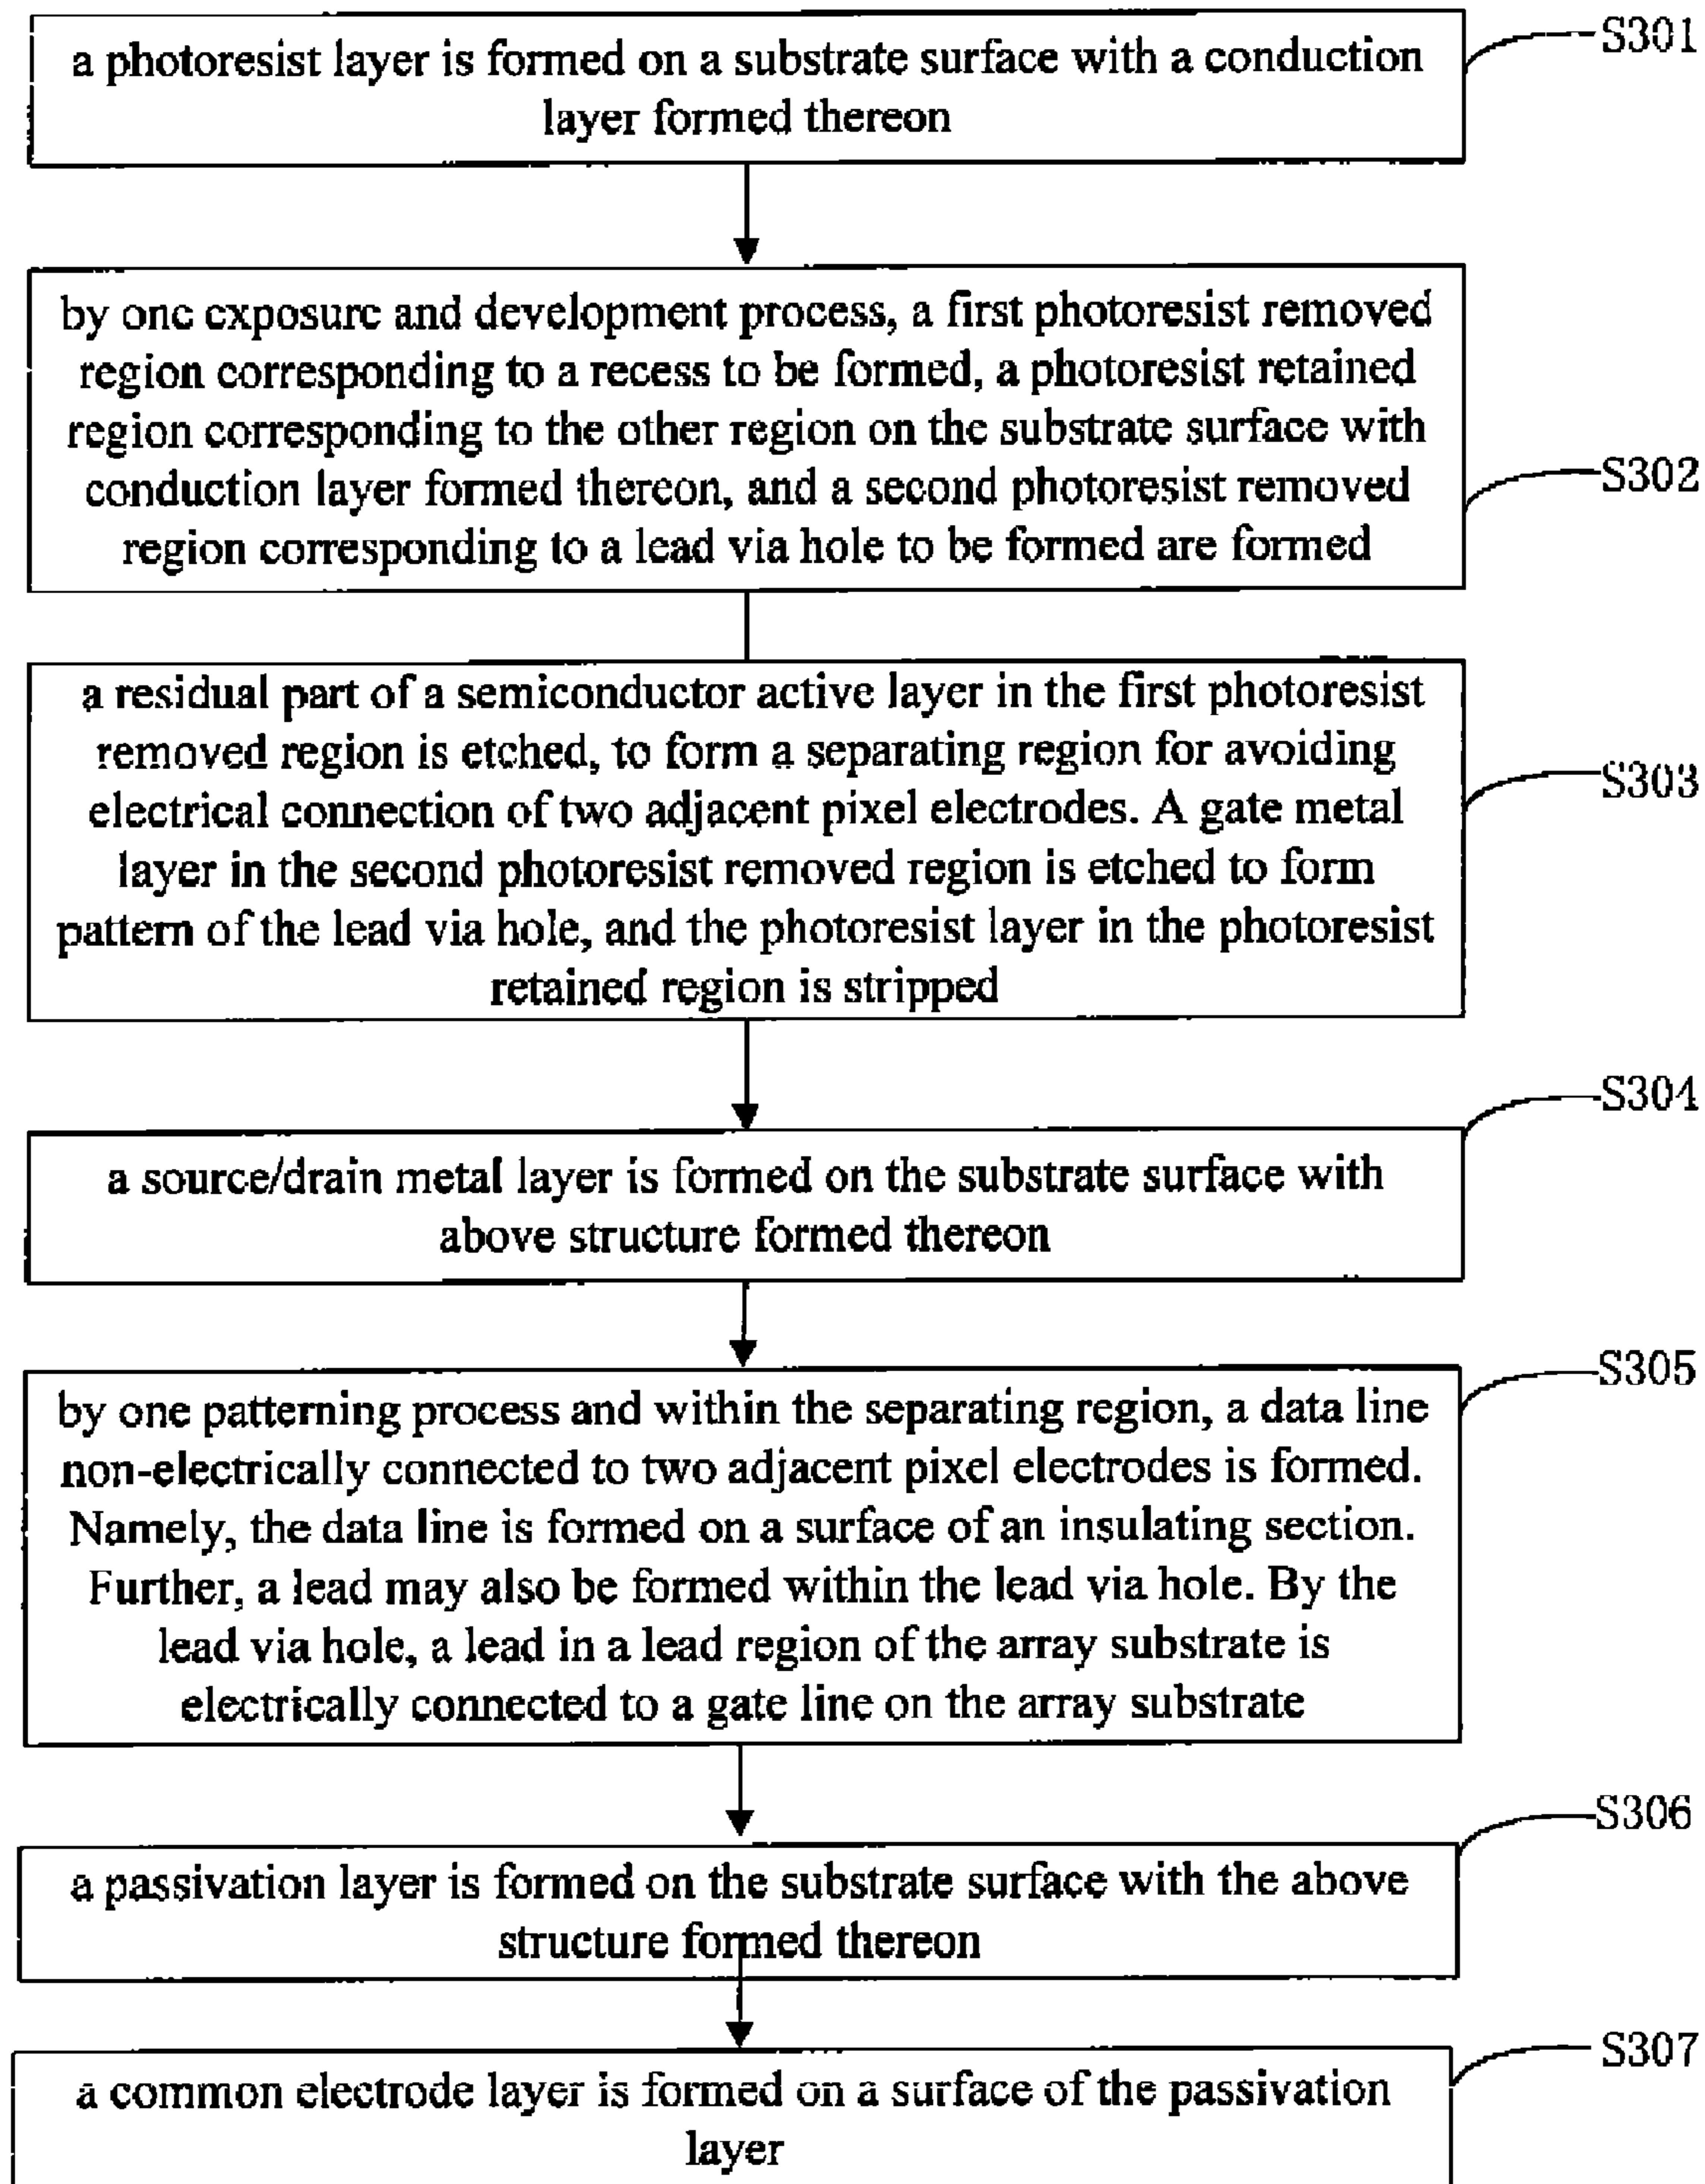 a photoresist layer is formed on a substrate surface with a conduction
layer formed thereon
S301
by one exposure and development process, a first photoresist removed
region corresponding to a recess to be formed, a photoresist retained
region corresponding to the other region on the substrate surface with
conduction layer formed thereon, and a second photoresist removed
region corresponding to a lead via hole to be formed are formed
S302
a residual part of a semiconductor active layer in the first photoresist
removed region is etched, to form a separating region for avoiding
electrical connection of two adjacent pixel electrodes. A gate metal
layer in the second photoresist removed region is etched to form
pattern of the lead via hole, and the photoresist layer in the photoresist
retained region is stripped
S303
a source/drain metal layer is formed on the substrate surface with
above structure formed thereon
S304
by one patterning process and within the separating region, a data line
non-electrically connected to two adjacent pixel electrodes is formed.
Namely, the data line is formed on a surface of an insulating section.
Further, a lead may also be formed within the lead via hole. By the
lead via hole, a lead in a lead region of the array substrate is
electrically connected to a gate line on the array substrate
S305
a passivation layer is formed on the substrate surface with the above
structure formed thereon
S306
a common electrode layer is formed on a surface of the passivation
layer
S307